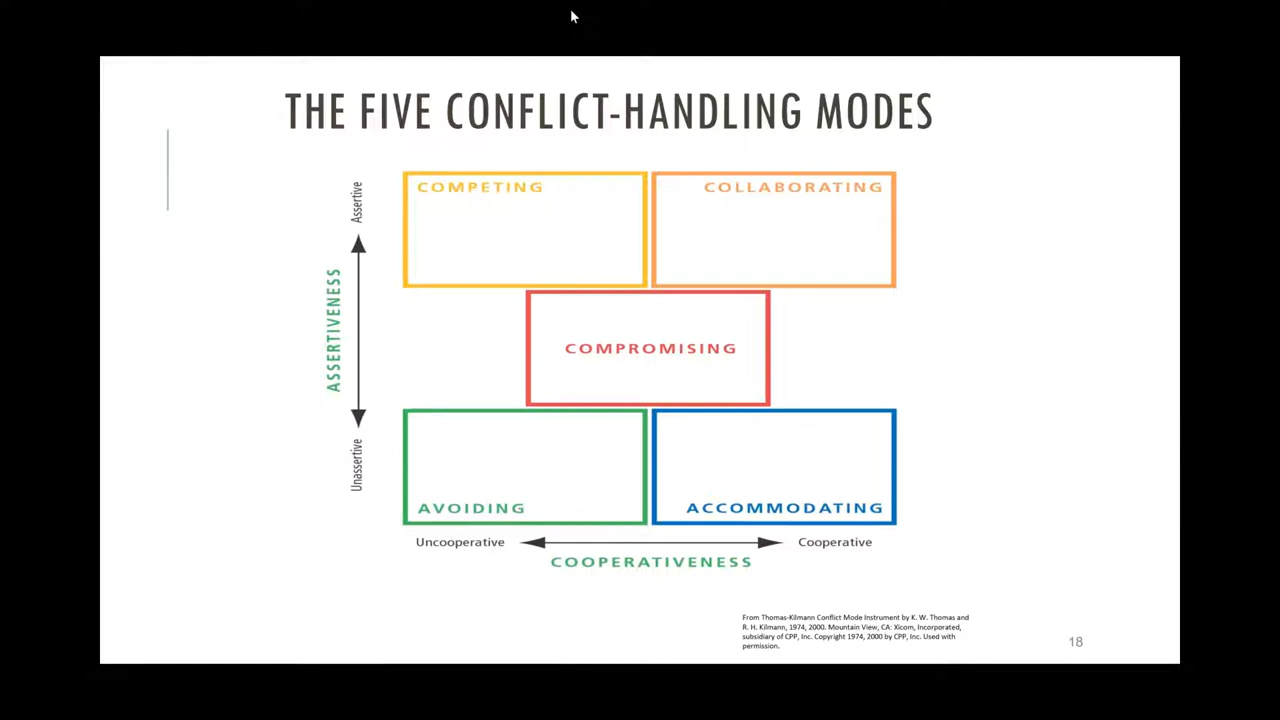 THE FIVE CONFLICT-HANDLING MODES
Assertive
ASSERTIVENESS
Unassertive
COMPETING
COLLABORATING
COMPROMISING
AVOIDING
ACCOMMODATING
Uncooperative
Cooperative
COOPERATIVENESS
From Thomas-Kilmann Conflict Mode Instrument by K. W. Thomas and
R. H. Kilmann, 1974, 2000. Mountain View, CA: Xicom, Incorporated,
subsidiary of CPP, Inc. Copyright 1974, 2000 by CPP, Inc. Used with
permission.
18